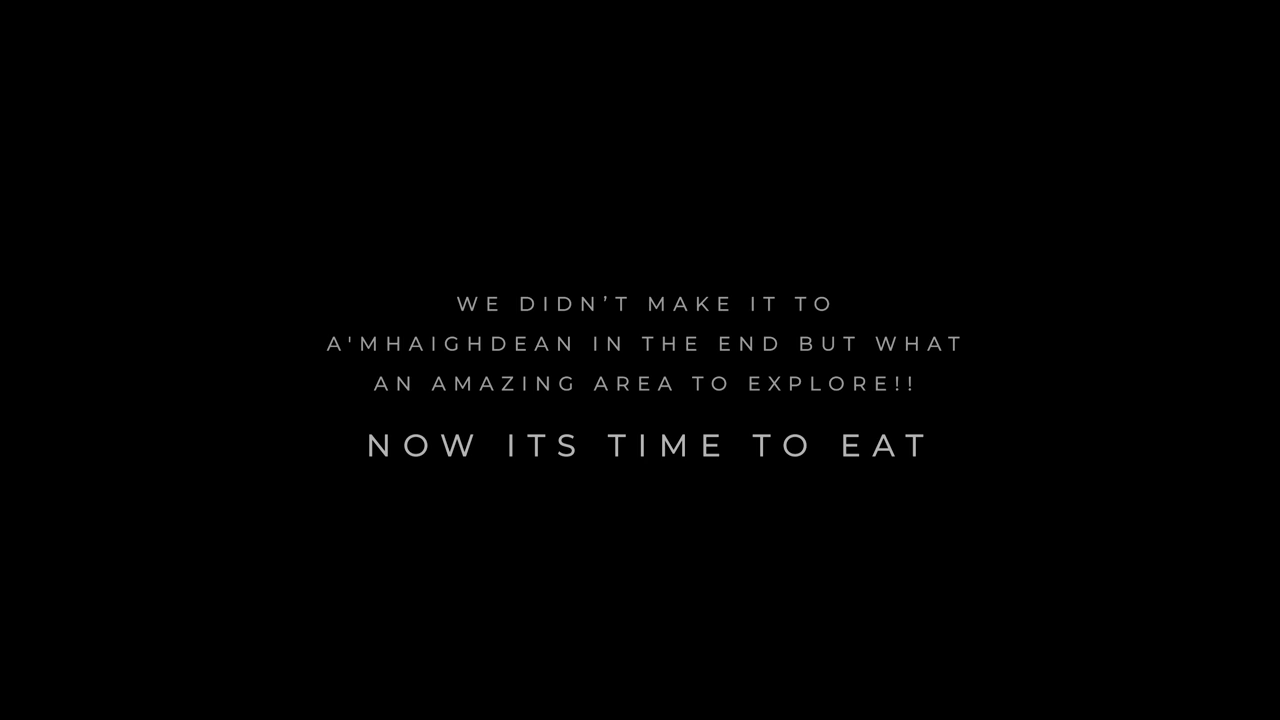 WE DIDN’T MAKE IT TO
A'MHAIGHDEAN IN THE END BUT WHAT
AN AMAZING AREA TO EXPLORE!!
NOW ITS TIME TO EAT